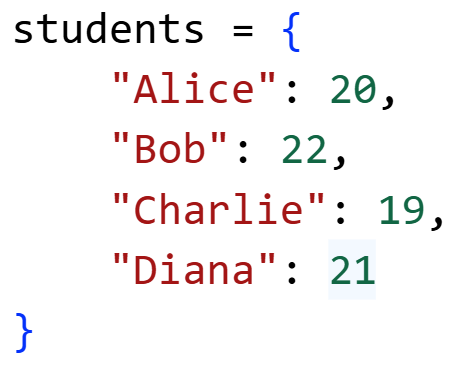 students = {
    "Alice": 20,
    "Bob": 22,
    "Charlie": 19,
    "Diana": 21
}